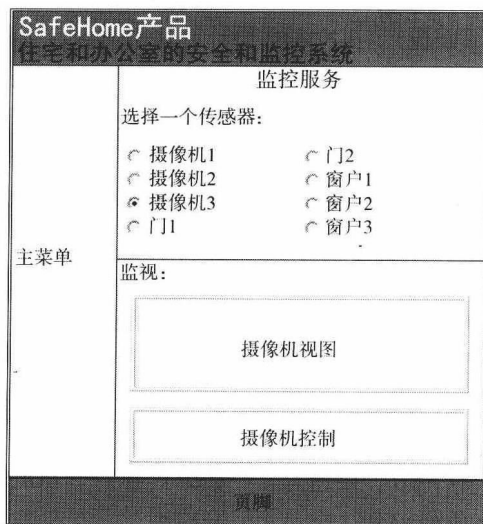 SafeHome产品
住宅和办公室的安全和监控系统
主菜单
监控服务
选择一个传感器:
摄像机1
摄像机2
摄像机3
门1
门2
窗户1
窗户2
窗户3
监视:
摄像机视图
摄像机控制
页脚